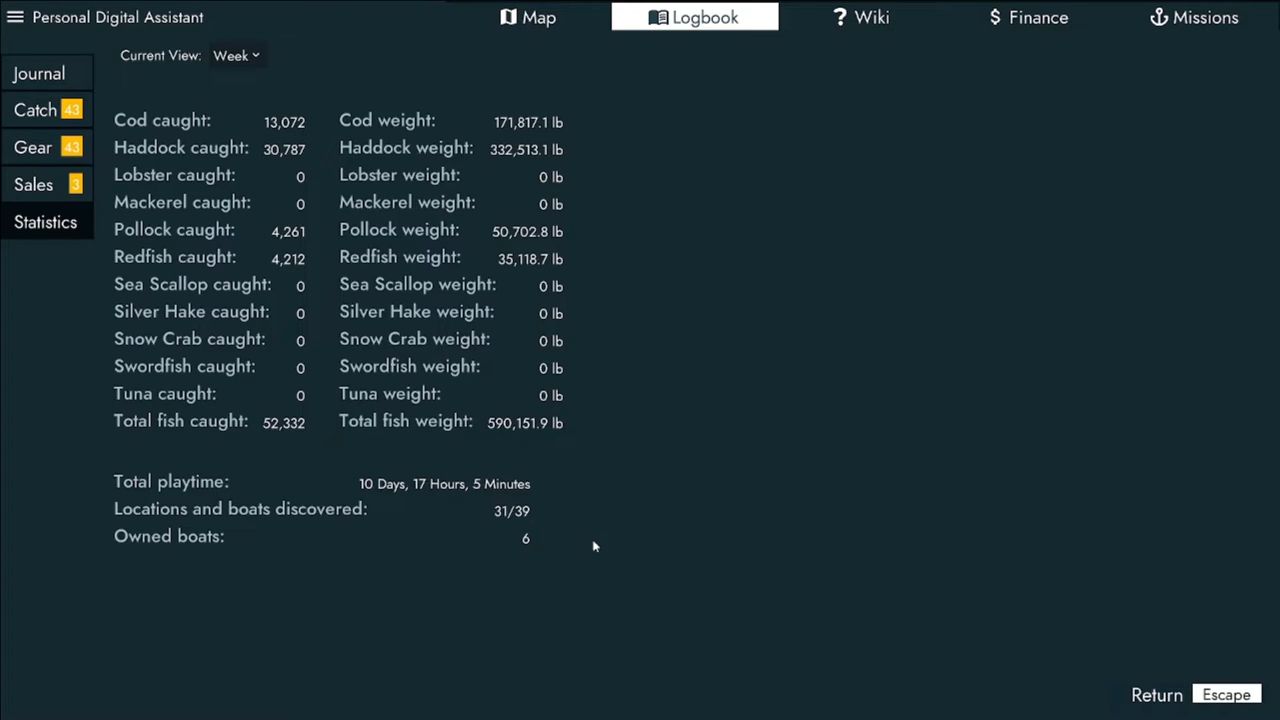 Personal Digital Assistant Map Logbook ? Wiki $ Finance Missions
Current View: Week
Journal
Catch 43
Gear 43
Sales 3
Statistics
Cod caught: 13,072 Cod weight: 171,817.1 lb
Haddock caught: 30,787 Haddock weight: 332,513.1 lb
Lobster caught: 0 Lobster weight: 0 lb
Mackerel caught: 0 Mackerel weight: 0 lb
Pollock caught: 4,261 Pollock weight: 50,702.8 lb
Redfish caught: 4,212 Redfish weight: 35,118.7 lb
Sea Scallop caught: 0 Sea Scallop weight: 0 lb
Silver Hake caught: 0 Silver Hake weight: 0 lb
Snow Crab caught: 0 Snow Crab weight: 0 lb
Swordfish caught: 0 Swordfish weight: 0 lb
Tuna caught: 0 Tuna weight: 0 lb
Total fish caught: 52,332 Total fish weight: 590,151.9 lb
Total playtime: 10 Days, 17 Hours, 5 Minutes
Locations and boats discovered: 31/39
Owned boats: 6
Return Escape